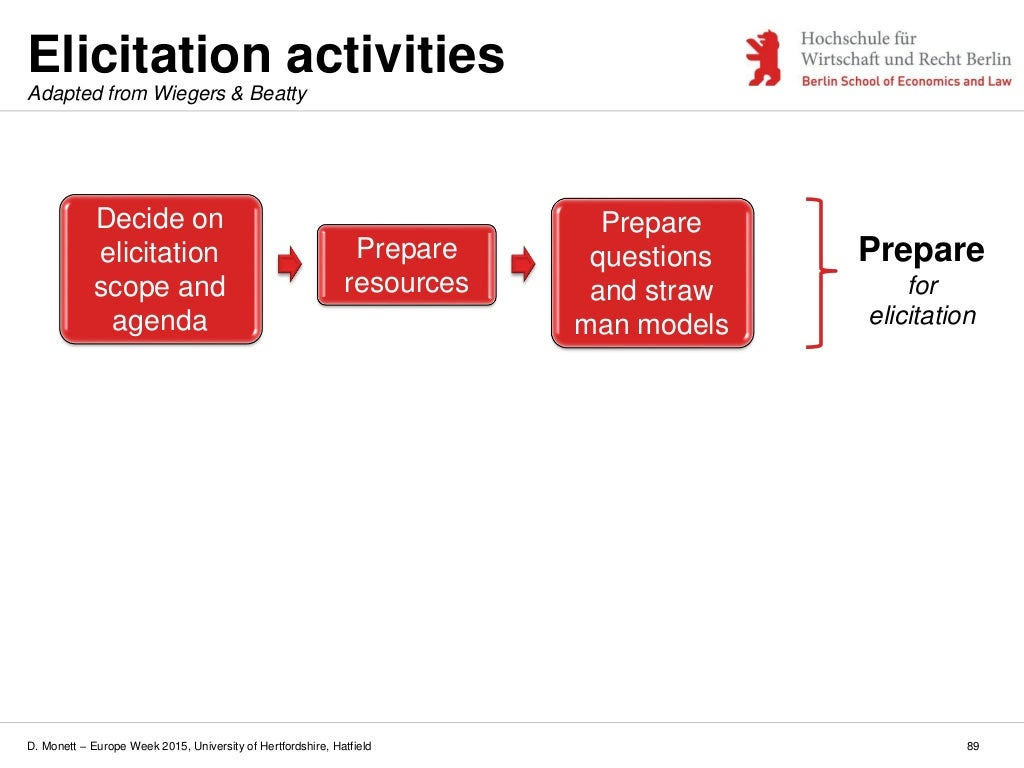 Elicitation activities
Adapted from Wiegers & Beatty
Hochschule für
Wirtschaft und Recht Berlin
Berlin School of Economics and Law
Decide on
elicitation
scope and
agenda
Prepare
resources
Prepare
questions
and straw
man models
Prepare
for
elicitation
D. Monett – Europe Week 2015, University of Hertfordshire, Hatfield
89